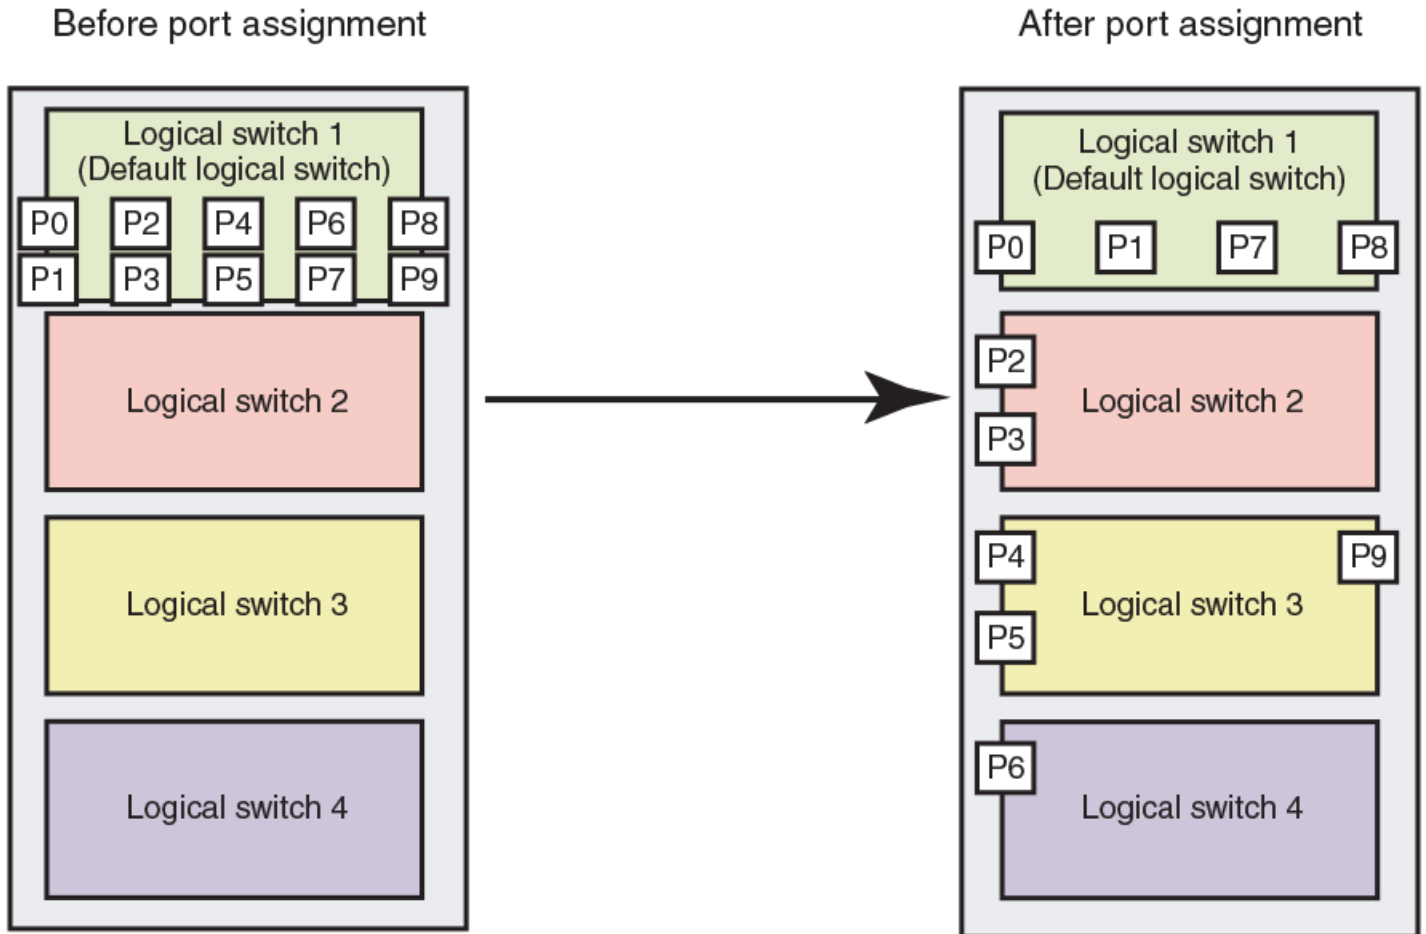 Before port assignment
Logical switch 1
(Default logical switch)
P0 P2 P4 P6 P8
P1 P3 P5 P7 P9
Logical switch 2
Logical switch 3
Logical switch 4
After port assignment
Logical switch 1
(Default logical switch)
P0 P1 P7 P8
P2
Logical switch 2
P3
P4 P9
Logical switch 3
P5
P6
Logical switch 4